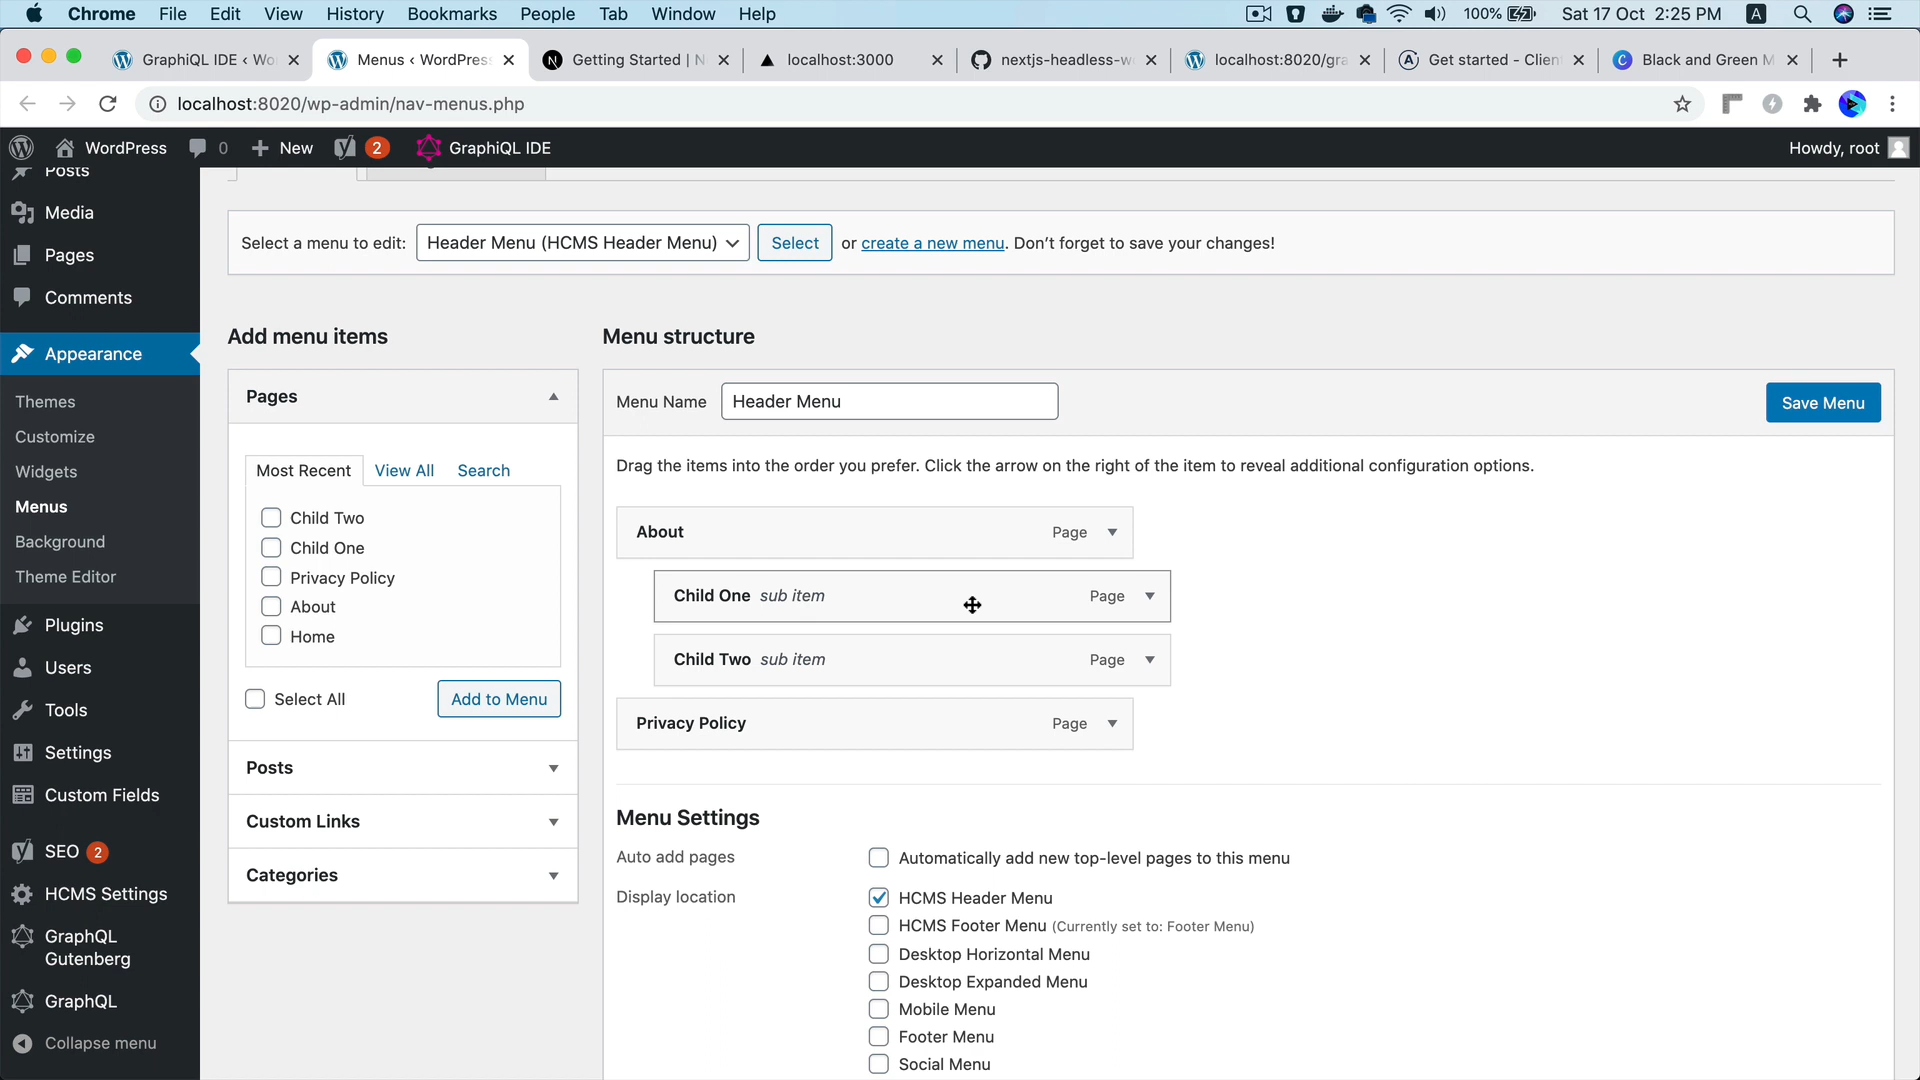 Chrome File Edit View History Bookmarks People Tab Window Help 100% Sat 17 Oct 2:25 PM A
GraphiQL IDE ‹ Wo Menus ‹ WordPress Getting Started | N localhost:3000 nextjs-headless-w localhost:8020/gra Get started - Clien Black and Green M
localhost:8020/wp-admin/nav-menus.php
WordPress 0 New 2 GraphiQL IDE Howdy, root
Posts
Media
Pages
Comments
Appearance
Themes
Customize
Widgets
Menus
Background
Theme Editor
Plugins
Users
Tools
Settings
Custom Fields
SEO 2
HCMS Settings
GraphQL
Gutenberg
GraphQL
Collapse menu
Select a menu to edit: Header Menu (HCMS Header Menu) Select or create a new menu. Don’t forget to save your changes!
Add menu items
Pages
Most Recent View All Search
Child Two
Child One
Privacy Policy
About
Home
Select All Add to Menu
Posts
Custom Links
Categories
Menu structure
Menu Name Header Menu Save Menu
Drag the items into the order you prefer. Click the arrow on the right of the item to reveal additional configuration options.
About Page
Child One sub item Page
Child Two sub item Page
Privacy Policy Page
Menu Settings
Auto add pages Automatically add new top-level pages to this menu
Display location HCMS Header Menu
HCMS Footer Menu (Currently set to: Footer Menu)
Desktop Horizontal Menu
Desktop Expanded Menu
Mobile Menu
Footer Menu
Social Menu